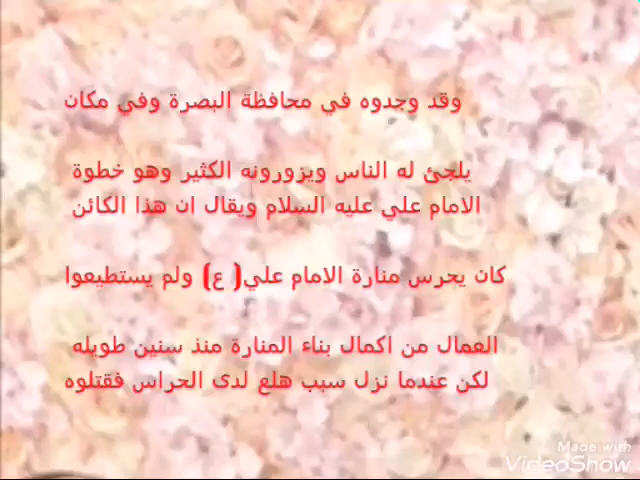 وقد وجدوه في محافظة البصرة وفي مكان
يلجئ له الناس ويزورونه الكثير وهو خطوة
الامام علي عليه السلام ويقال ان هذا الكائن
كان يحرس منارة الامام علي( ع) ولم يستطيعوا
العمال من اكمال بناء المنارة منذ سنين طويله
لكن عندما نزل سبب هلع لدى الحراس فقتلوه
Made with
VideoShow